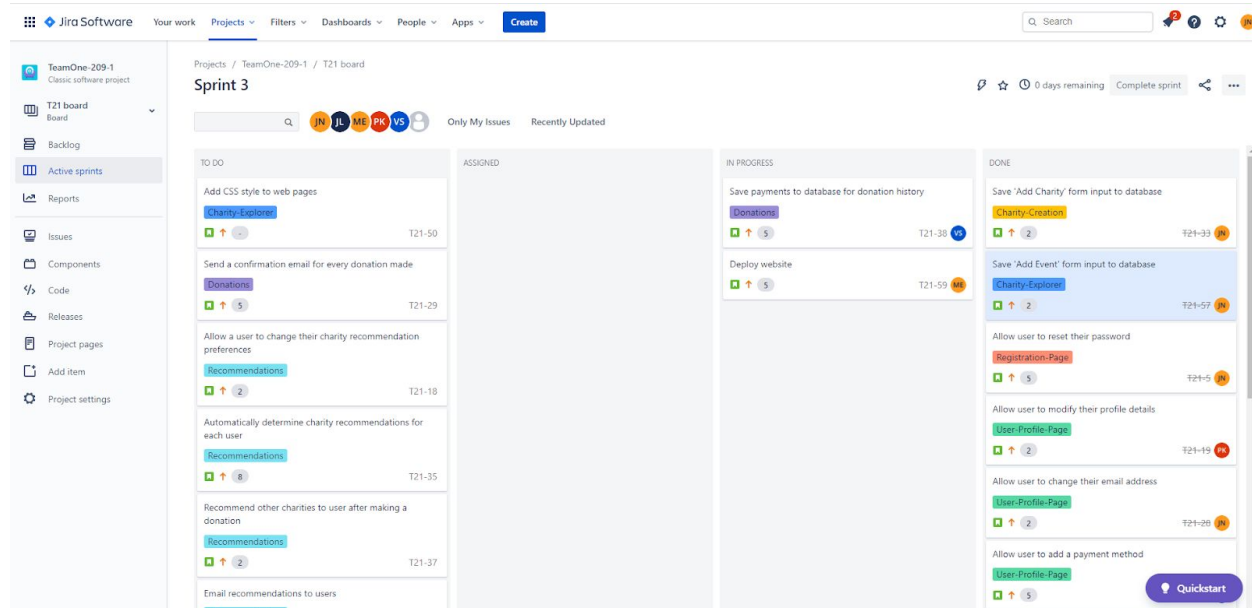 Jira Software
Your work
Projects
Filters
Dashboards
People
Apps
Create
Search
2
JN
TeamOne-209-1
Classic software project
T21 board
Board
Backlog
Active sprints
Reports
Issues
Components
Code
Releases
Project pages
Add item
Project settings
Projects / TeamOne-209-1 / T21 board
Sprint 3
0 days remaining
Complete sprint
JN JL ME PK VS
Only My Issues
Recently Updated
TO DO
Add CSS style to web pages
Charity-Explorer
-
T21-50
Send a confirmation email for every donation made
Donations
5
T21-29
Allow a user to change their charity recommendation
preferences
Recommendations
2
T21-18
Automatically determine charity recommendations for
each user
Recommendations
8
T21-35
Recommend other charities to user after making a
donation
Recommendations
2
T21-37
Email recommendations to users
ASSIGNED
IN PROGRESS
Save payments to database for donation history
Donations
5
T21-38 VS
Deploy website
5
T21-59 ME
DONE
Save 'Add Charity' form input to database
Charity-Creation
2
T21-33 JN
Save 'Add Event' form input to database
Charity-Explorer
2
T21-57 JN
Allow user to reset their password
Registration-Page
5
T21-5 JN
Allow user to modify their profile details
User-Profile-Page
2
T21-19 PK
Allow user to change their email address
User-Profile-Page
2
T21-28 JN
Allow user to add a payment method
User-Profile-Page
5
Quickstart